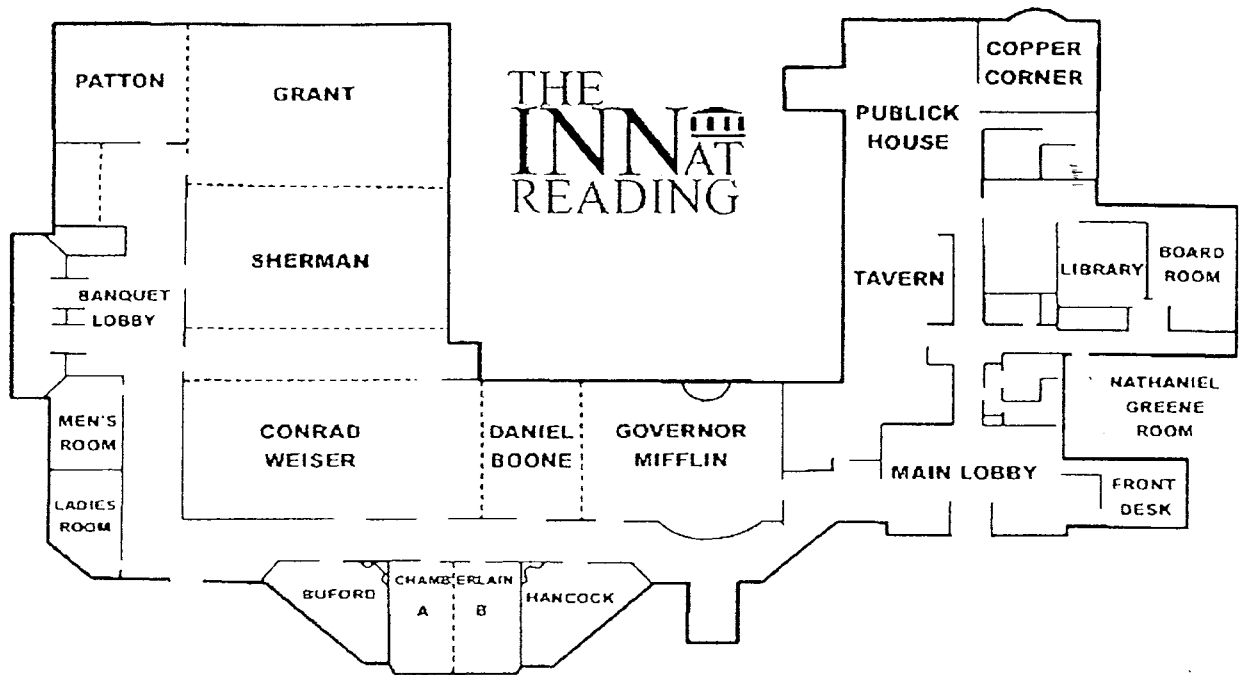 PATTON
GRANT
THE
INN AT
READING
COPPER
CORNER
PUBLICK
HOUSE
SHERMAN
TAVERN
LIBRARY
BOARD
ROOM
BANQUET
LOBBY
MEN'S
ROOM
CONRAD
WEISER
DANIEL
BOONE
GOVERNOR
MIFFLIN
NATHANIEL
GREENE
ROOM
MAIN LOBBY
FRONT
DESK
LADIES
ROOM
BUFORD
CHAMBERLAIN
A B
HANCOCK